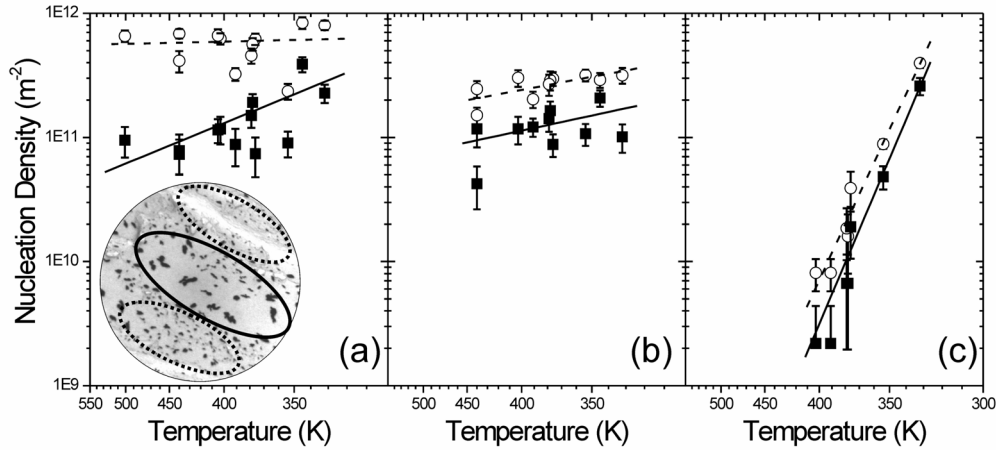 1E12
1E11
1E10
1E9
Nucleation Density (m⁻²)
(a)
(b)
(c)
550 500 450 400 350
500 450 400 350
500 450 400 350 300
Temperature (K)
Temperature (K)
Temperature (K)